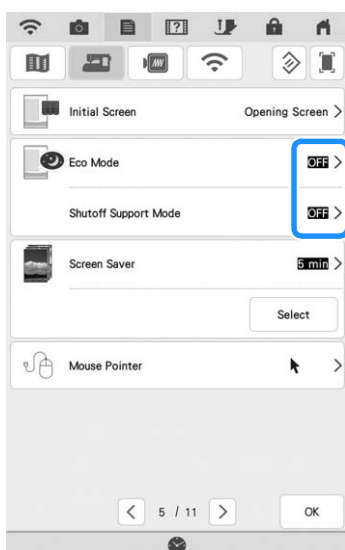 Initial Screen Opening Screen >
Eco Mode OFF >
Shutoff Support Mode OFF >
Screen Saver 5 min >
Select
Mouse Pointer >
< 5 / 11 > OK